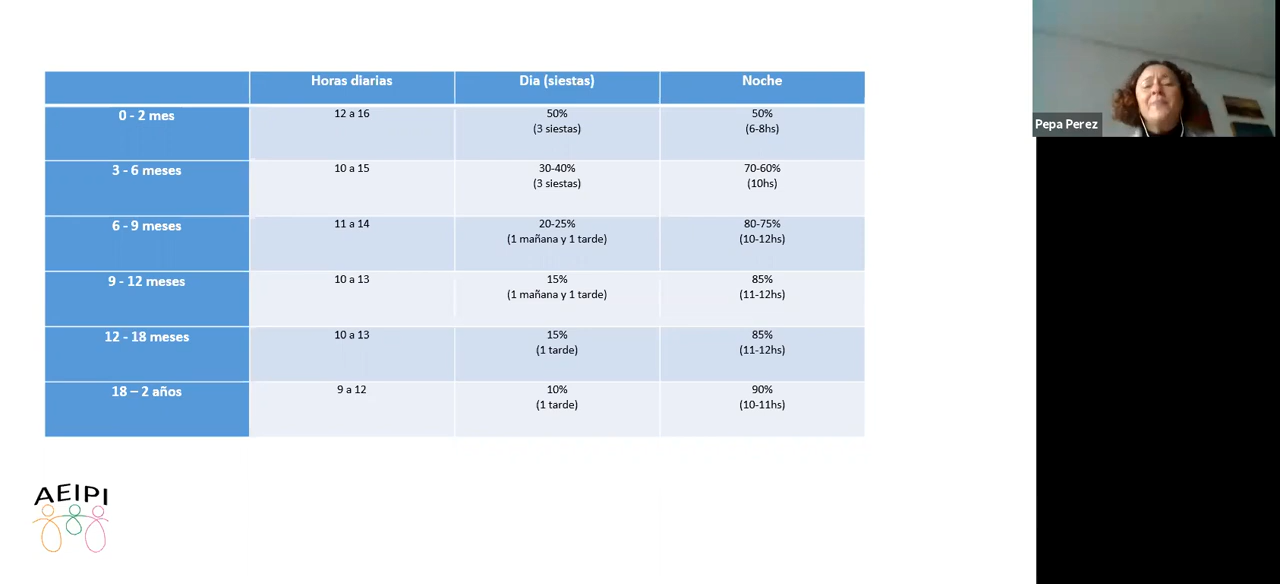 Horas diarias Dia (siestas) Noche
0 - 2 mes 12 a 16 50% 50%
(3 siestas) (6-8hs)
3 - 6 meses 10 a 15 30-40% 70-60%
(3 siestas) (10hs)
6 - 9 meses 11 a 14 20-25% 80-75%
(1 mañana y 1 tarde) (10-12hs)
9 - 12 meses 10 a 13 15% 85%
(1 mañana y 1 tarde) (11-12hs)
12 - 18 meses 10 a 13 15% 85%
(1 tarde) (11-12hs)
18 – 2 años 9 a 12 10% 90%
(1 tarde) (10-11hs)
AEIPI
Pepa Perez